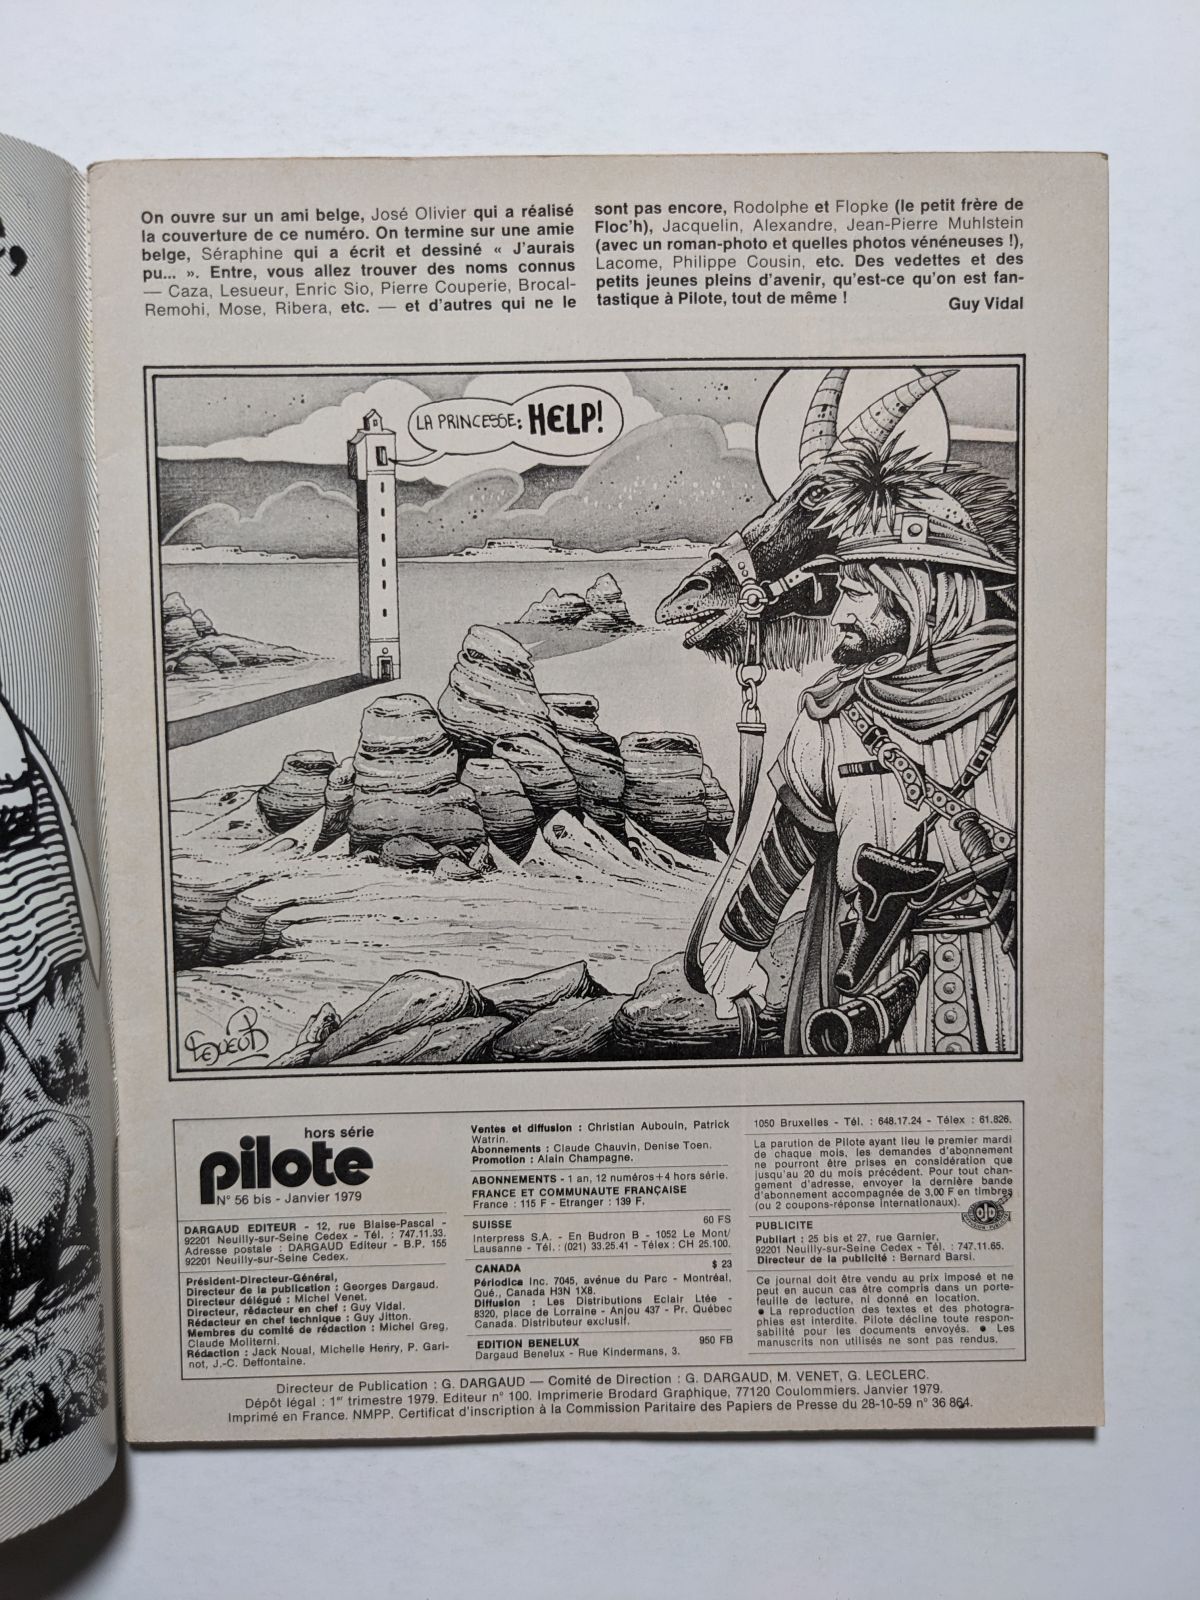 On ouvre sur un ami belge, José Olivier qui a réalisé
la couverture de ce numéro. On termine sur une amie
belge, Séraphine qui a écrit et dessiné « J'aurais
pu... ». Entre, vous allez trouver des noms connus
— Caza, Lesueur, Enric Sio, Pierre Couperie, Brocal-
Remohi, Mose, Ribera, etc. — et d'autres qui ne le
sont pas encore, Rodolphe et Flopke (le petit frère de
Floc'h), Jacquelin, Alexandre, Jean-Pierre Muhlstein
(avec un roman-photo et quelles photos vénéneuses !),
Lacome, Philippe Cousin, etc. Des vedettes et des
petits jeunes pleins d'avenir, qu'est-ce qu'on est fan-
tastique à Pilote, tout de même !
Guy Vidal
LA PRINCESSE: HELP!
LESUEUR
hors série
pilote
N° 56 bis - Janvier 1979
DARGAUD EDITEUR - 12, rue Blaise-Pascal -
92201 Neuilly-sur-Seine Cedex - Tél. : 747.11.33.
Adresse postale : DARGAUD Editeur - B.P. 155
92201 Neuilly-sur-Seine Cedex.
Président-Directeur-Général,
Directeur de la publication : Georges Dargaud.
Directeur délégué : Michel Venet.
Directeur, rédacteur en chef : Guy Vidal.
Rédacteur en chef technique : Guy Jitton.
Membres du comité de rédaction : Michel Greg,
Claude Moliterni.
Rédaction : Jack Noual, Michelle Henry, P. Gari-
not, J.-C. Deffontaine.
Ventes et diffusion : Christian Aubouin, Patrick
Watrin.
Abonnements : Claude Chauvin, Denise Toen.
Promotion : Alain Champagne.
ABONNEMENTS - 1 an, 12 numéros + 4 hors série.
FRANCE ET COMMUNAUTE FRANÇAISE
France : 115 F - Etranger : 139 F.
SUISSE 60 FS
Interpress S.A. - En Budron B - 1052 Le Mont/
Lausanne - Tél. : (021) 33.25.41 - Télex : CH 25.100.
CANADA $ 23
Périodica Inc. 7045, avenue du Parc - Montréal,
Qué., Canada H3N 1X8.
Diffusion : Les Distributions Eclair Ltée -
8320, place de Lorraine - Anjou 437 - Pr. Québec
Canada. Distributeur exclusif.
EDITION BENELUX 950 FB
Dargaud Benelux - Rue Kindermans, 3.
1050 Bruxelles - Tél. : 648.17.24 - Télex : 61.826.
La parution de Pilote ayant lieu le premier mardi
de chaque mois, les demandes d'abonnement
ne pourront être prises en considération que
jusqu'au 20 du mois précédent. Pour tout chan-
gement d'adresse, envoyer la dernière bande
d'abonnement accompagnée de 3,00 F en timbres
(ou 2 coupons-réponse internationaux).
OJD
PUBLICITE
Publiart : 25 bis et 27, rue Garnier,
92201 Neuilly-sur-Seine Cedex - Tél. : 747.11.65.
Directeur de la publicité : Bernard Barsi.
Ce journal doit être vendu au prix imposé et ne
peut en aucun cas être compris dans un porte-
feuille de lecture, ni donné en location.
● La reproduction des textes et des photogra-
phies est interdite. Pilote décline toute respon-
sabilité pour les documents envoyés. ● Les
manuscrits non utilisés ne sont pas rendus.
Directeur de Publication : G. DARGAUD — Comité de Direction : G. DARGAUD, M. VENET, G. LECLERC.
Dépôt légal : 1er trimestre 1979. Editeur n° 100. Imprimerie Brodard Graphique, 77120 Coulommiers. Janvier 1979.
Imprimé en France. NMPP. Certificat d'inscription à la Commission Paritaire des Papiers de Presse du 28-10-59 n° 36 864.